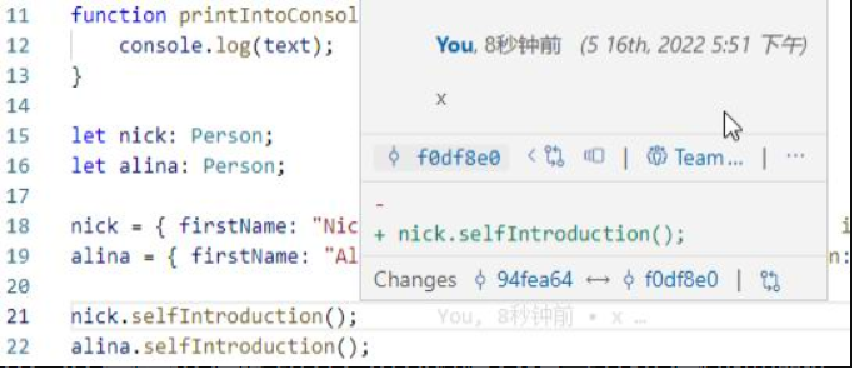 11 function printIntoConsol
12 console.log(text);
13 }
14
15 let nick: Person;
16 let alina: Person;
17
18 nick = { firstName: "Nic
19 alina = { firstName: "Al
20
21 nick.selfIntroduction();
22 alina.selfIntroduction();
You, 8秒钟前 (5 16th, 2022 5:51 下午)
x
f0df8e0 | Team... | ...
-
+ nick.selfIntroduction();
Changes 94fea64 ↔ f0df8e0 |
You, 8秒钟前 • x …
i
n: